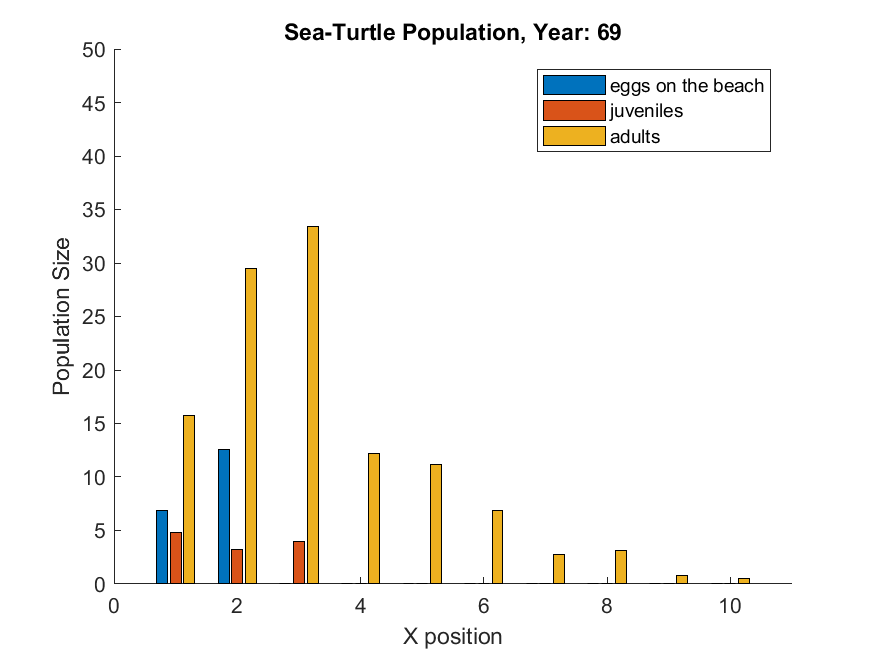 Sea-Turtle Population, Year: 69
eggs on the beach
juveniles
adults
Population Size
50
45
40
35
30
25
20
15
10
5
0
0 2 4 6 8 10
X position